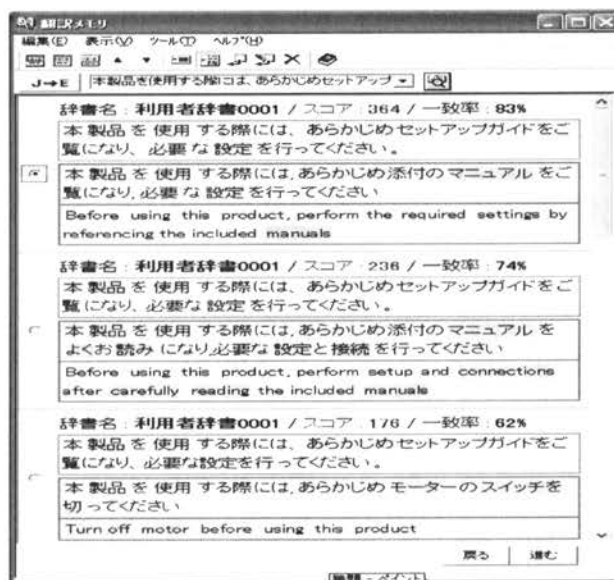 翻訳メモリ
編集(E) 表示(V) ツール(T) ヘルプ(H)
J→E 本製品を使用する際には、あらかじめセットアップ
辞書名：利用者辞書0001 / スコア：364 / 一致率：83%
本製品を使用する際には、あらかじめセットアップガイドをご
覧になり、必要な設定を行ってください。
本製品を使用する際には,あらかじめ添付のマニュアルをご
覧になり,必要な設定を行ってください
Before using this product, perform the required settings by
referencing the included manuals
辞書名：利用者辞書0001 / スコア：236 / 一致率：74%
本製品を使用する際には、あらかじめセットアップガイドをご
覧になり、必要な設定を行ってください。
本製品を使用する際には,あらかじめ添付のマニュアルを
よくお読みになり,必要な設定と接続を行ってください
Before using this product, perform setup and connections
after carefully reading the included manuals
辞書名：利用者辞書0001 / スコア：176 / 一致率：62%
本製品を使用する際には、あらかじめセットアップガイドをご
覧になり、必要な設定を行ってください。
本製品を使用する際には,あらかじめモーターのスイッチを
切ってください
Turn off motor before using this product
戻る 進む